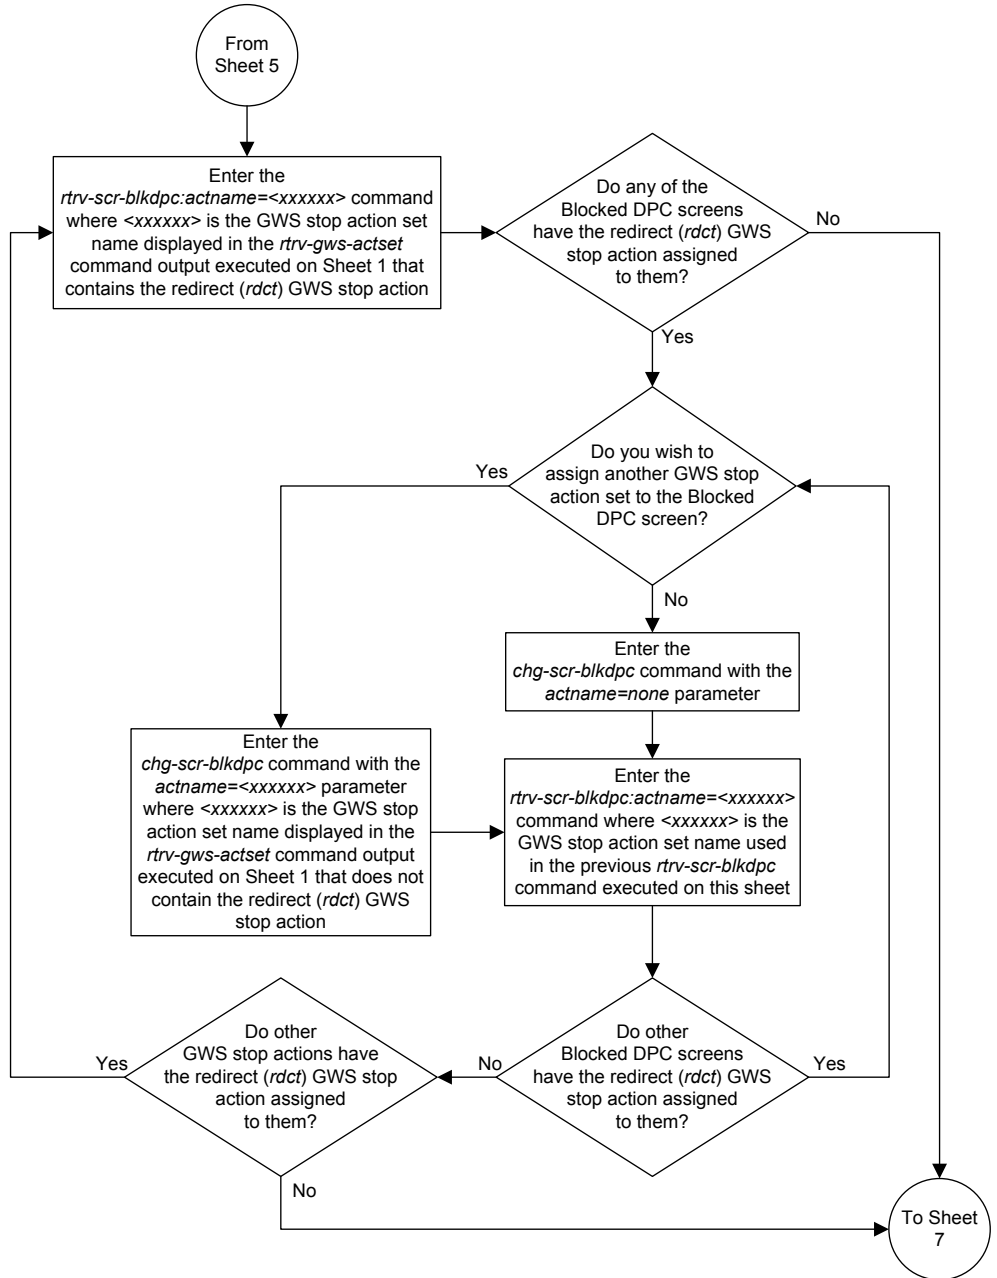 From
Sheet 5
Enter the
rtrv-scr-blkdpc:actname=<xxxxxx> command
where <xxxxxx> is the GWS stop action set
name displayed in the rtrv-gws-actset
command output executed on Sheet 1 that
contains the redirect (rdct) GWS stop action
Do any of the
Blocked DPC screens
have the redirect (rdct) GWS
stop action assigned
to them?
No
Yes
Do you wish to
assign another GWS stop
action set to the Blocked
DPC screen?
Yes
No
Enter the
chg-scr-blkdpc command with the
actname=none parameter
Enter the
chg-scr-blkdpc command with the
actname=<xxxxxx> parameter
where <xxxxxx> is the GWS stop
action set name displayed in the
rtrv-gws-actset command output
executed on Sheet 1 that does not
contain the redirect (rdct) GWS
stop action
Enter the
rtrv-scr-blkdpc:actname=<xxxxxx>
command where <xxxxxx> is the
GWS stop action set name used
in the previous rtrv-scr-blkdpc
command executed on this sheet
Do other
Blocked DPC screens
have the redirect (rdct) GWS
stop action assigned
to them?
Yes
No
Do other
GWS stop actions have
the redirect (rdct) GWS stop
action assigned
to them?
Yes
No
To Sheet
7